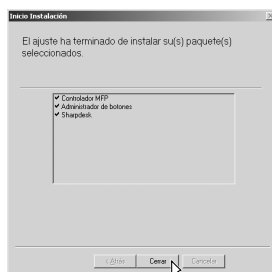 Inicio Instalación
El ajuste ha terminado de instalar su(s) paquete(s)
seleccionados.
Controlador MFP
Administrador de botones
Sharpdesk
< Atrás
Cerrar
Cancelar